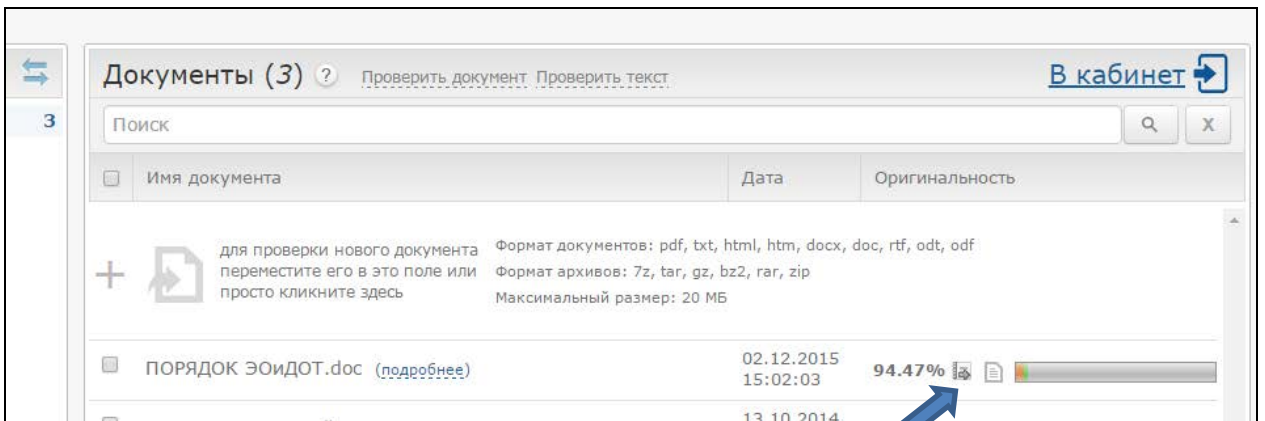 Документы (3) ? Проверить документ Проверить текст В кабинет
3
Поиск X
Имя документа Дата Оригинальность
для проверки нового документа
переместите его в это поле или
просто кликните здесь
Формат документов: pdf, txt, html, htm, docx, doc, rtf, odt, odf
Формат архивов: 7z, tar, gz, bz2, rar, zip
Максимальный размер: 20 МБ
ПОРЯДОК ЭОиДОТ.doc (подробнее)
02.12.2015
15:02:03
94.47%
13.10.2014